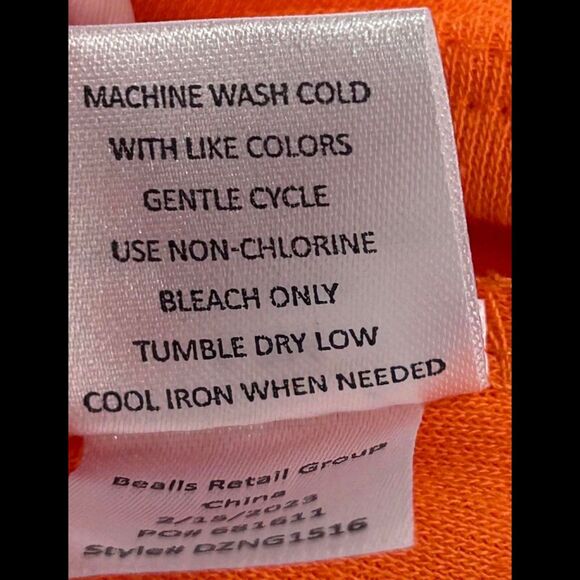 MACHINE WASH COLD
WITH LIKE COLORS
GENTLE CYCLE
USE NON-CHLORINE
BLEACH ONLY
TUMBLE DRY LOW
COOL IRON WHEN NEEDED
Bealls Retail Group
China
2/15/2023
PO# 681611
Style# DZNG1516